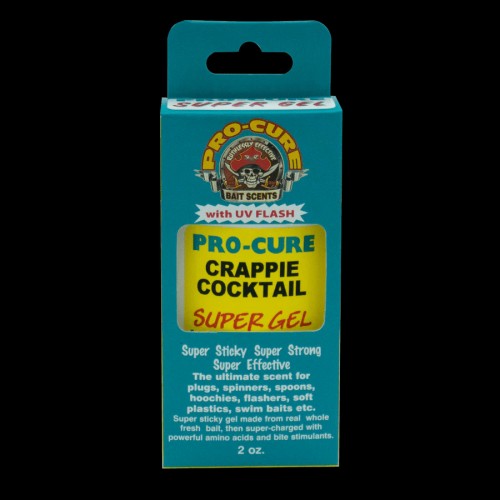 SUPER GEL
PRO-CURE
BAIT SCENTS
with UV FLASH
PRO-CURE
CRAPPIE
COCKTAIL
SUPER GEL
Super Sticky Super Strong
Super Effective
The ultimate scent for
plugs, spinners, spoons,
hoochies, flashers, soft
plastics, swim baits etc.
Super sticky gel made from real whole
fresh bait, then super-charged with
powerful amino acids and bite stimulants.
2 oz.